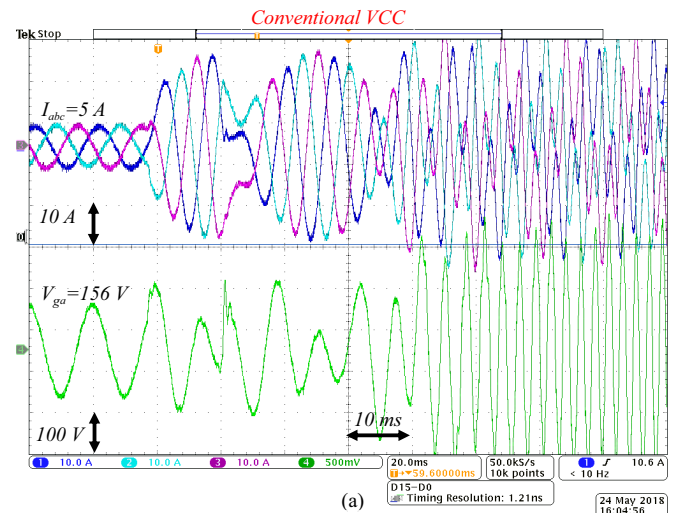 Conventional VCC
Tek Stop
T
T
Iabc=5 A
10 A
Vga=156 V
4
100 V
10 ms
1 10.0 A 2 10.0 A 3 10.0 A 4 500mV
20.0ms
T→▼59.60000ms
50.0kS/s
10k points
1 ʃ 10.6 A
< 10 Hz
D15-D0
Timing Resolution: 1.21ns
(a)
24 May 2018
16:04:56